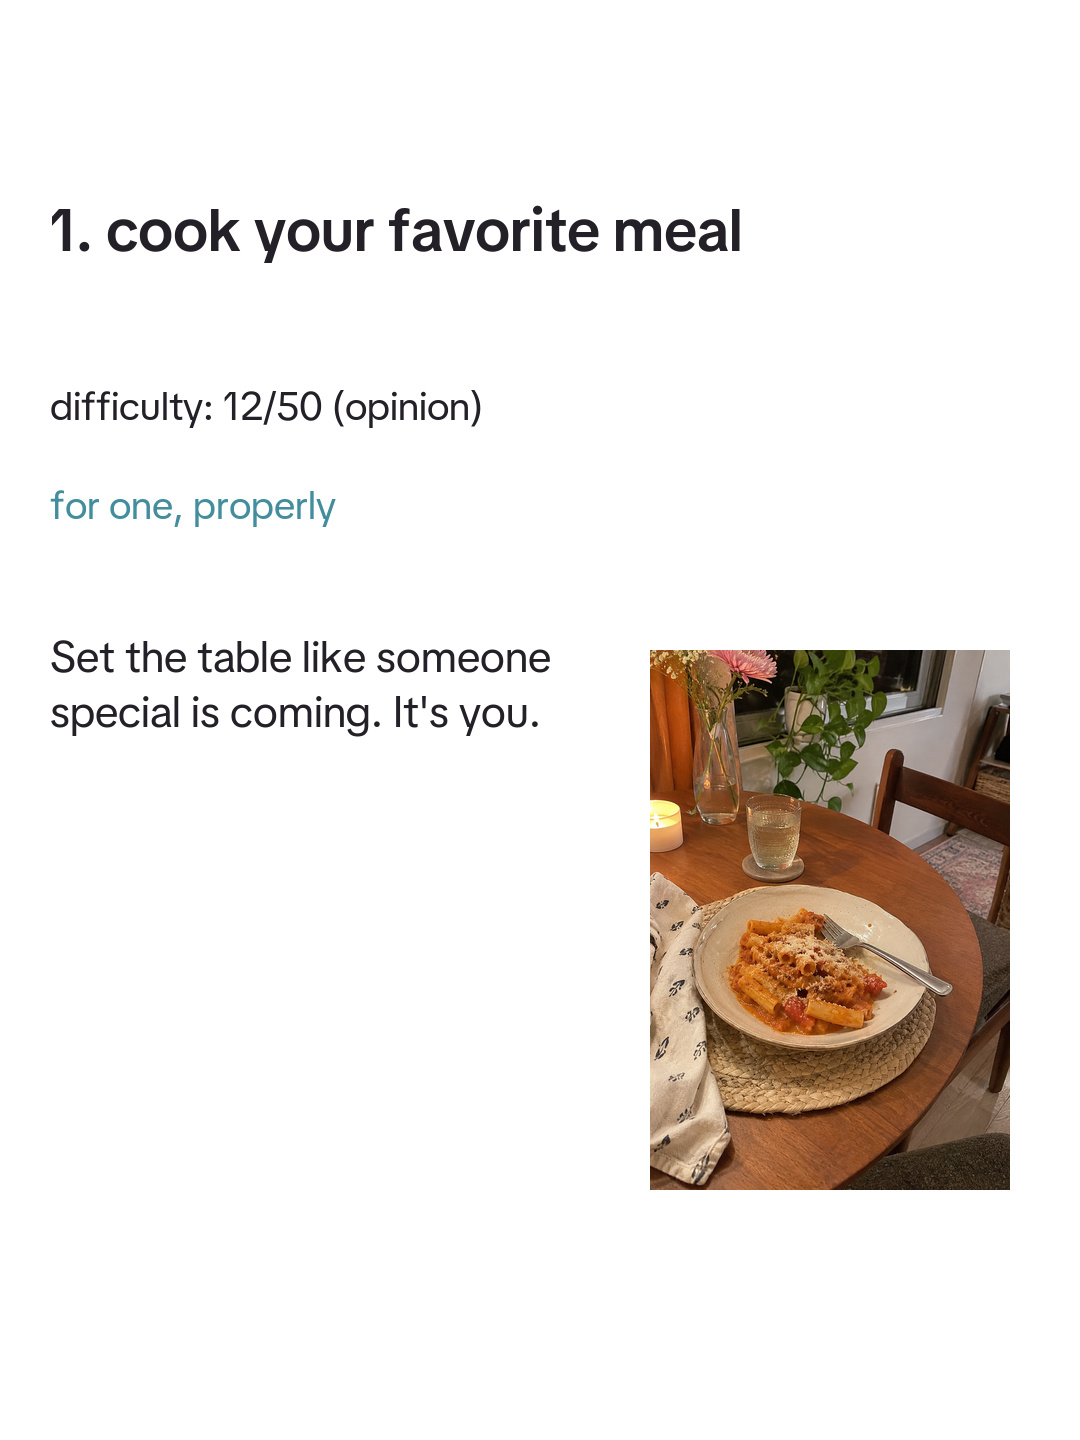 1. cook your favorite meal
difficulty: 12/50 (opinion)
for one, properly
Set the table like someone
special is coming. It's you.